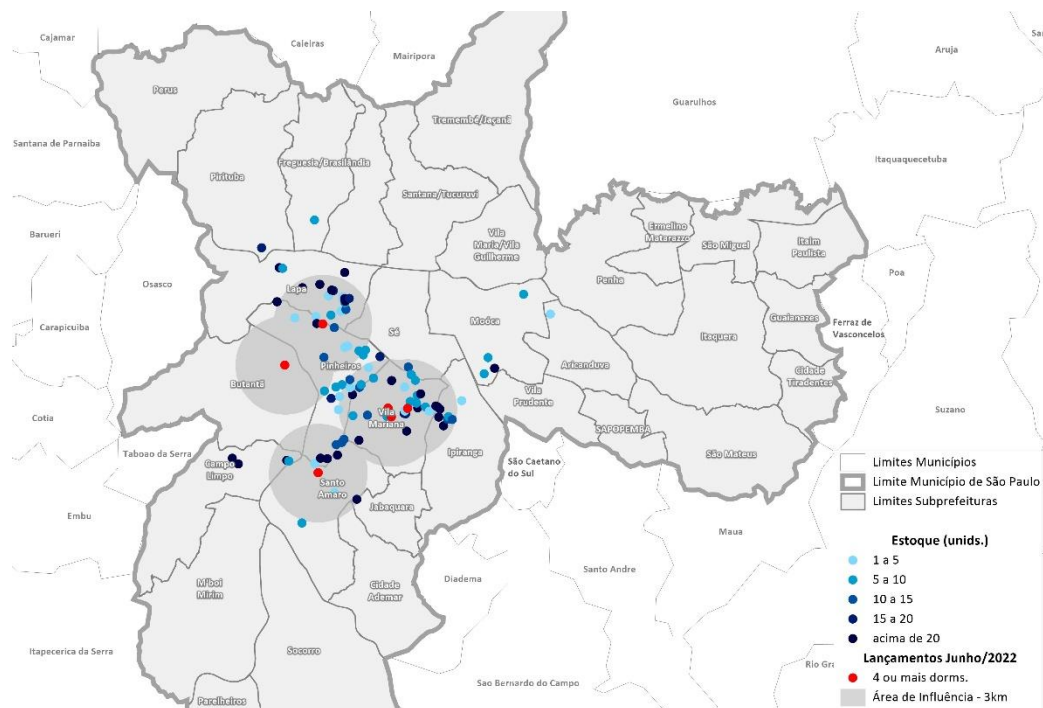 Cajamar
Caieiras
Mairipora
Aruja
San
Guarulhos
Perus
Tremembé/Jaçanã
Santana de Parnaiba
Freguesia/Brasilândia
Itaquaquecetuba
Pirituba
Santana/Tucuruvi
Barueri
Vila
Maria/Vila
Guilherme
Ermelino
Matarazzo
São Miguel
Itaim
Paulista
Penha
Poa
Osasco
Lapa
Carapicuiba
Sé
Moóca
Guaianazes
Ferraz de
Vasconcelos
Itaquera
Pinheiros
Aricanduva
Cidade
Tiradentes
Butantã
Vila
Prudente
Suzano
Cotia
Vila
Mariana
SAPOPEMBA
Taboao da Serra
Ipiranga
São Caetano
do Sul
São Mateus
Campo
Limpo
Santo
Amaro
Jabaquara
Embu
Maua
Diadema
Santo Andre
M'boi
Mirim
Cidade
Ademar
Itapecerica da Serra
Socorro
Sao Bernardo do Campo
Rio Gra
Parelheiros
Limites Municípios
Limite Município de São Paulo
Limites Subprefeituras
Estoque (unids.)
1 a 5
5 a 10
10 a 15
15 a 20
acima de 20
Lançamentos Junho/2022
4 ou mais dorms.
Área de Influência - 3km